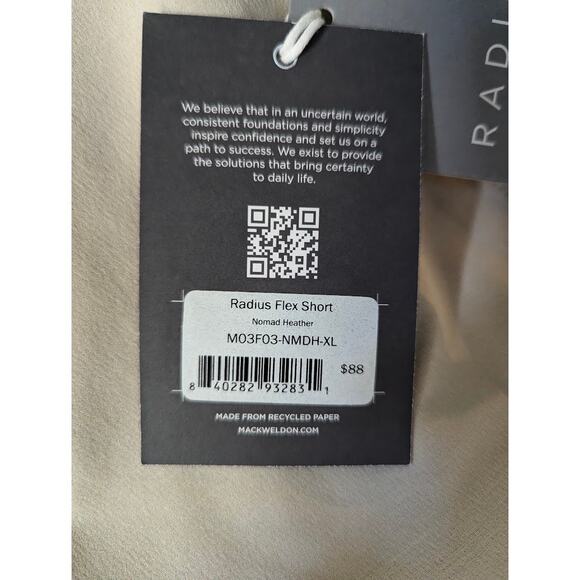 We believe that in an uncertain world,
consistent foundations and simplicity
inspire confidence and set us on a
path to success. We exist to provide
the solutions that bring certainty
to daily life.
RADI
Radius Flex Short
Nomad Heather
M03F03-NMDH-XL
$88
8 40282 93283 1
MADE FROM RECYCLED PAPER
MACKWELDON.COM